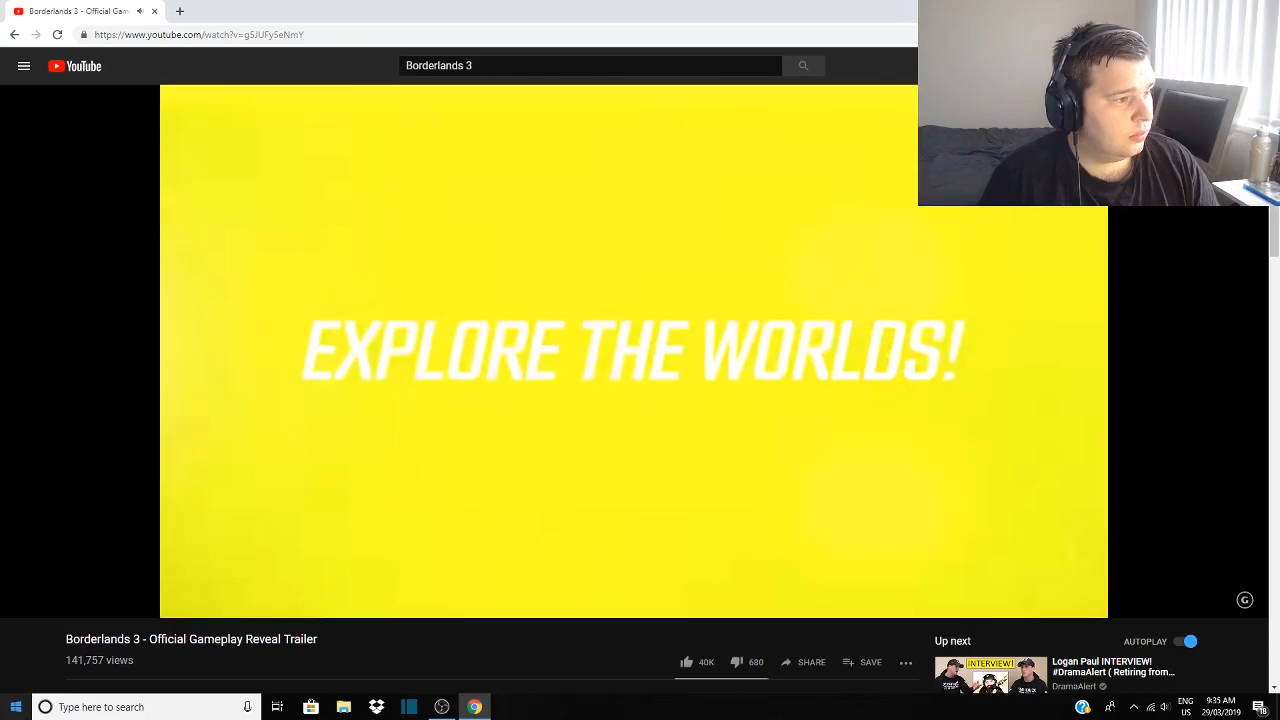 Borderlands 3 - Official Gam
https://www.youtube.com/watch?v=g5JUFy5eNmY
YouTube
Borderlands 3
EXPLORE THE WORLDS!
G
Borderlands 3 - Official Gameplay Reveal Trailer
141,757 views
40K
680
SHARE
SAVE
Up next
AUTOPLAY
INTERVIEW!
Logan Paul INTERVIEW!
#DramaAlert ( Retiring from...
DramaAlert
Type here to search
ENG
US
9:35 AM
29/03/2019
18